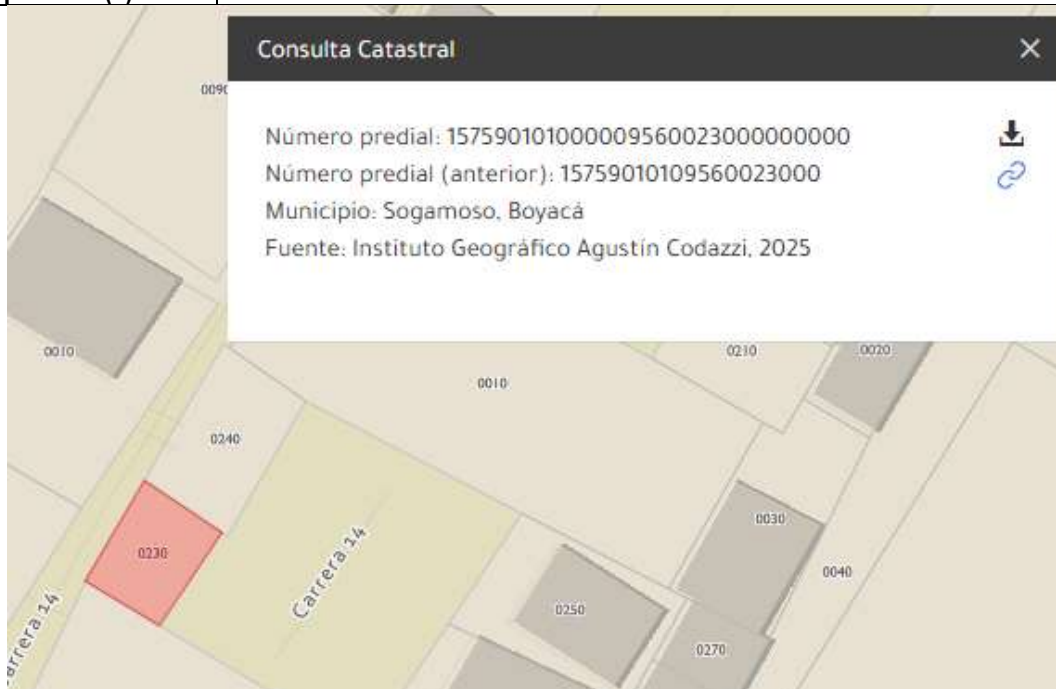 Consulta Catastral
Número predial: 157590101000009560023000000000
Número predial (anterior): 15759010109560023000
Municipio: Sogamoso, Boyacá
Fuente: Instituto Geográfico Agustín Codazzi, 2025
0010
0210
0020
0010
0240
0030
0230
Carrera 14
0040
0250
Carrera 14
0270